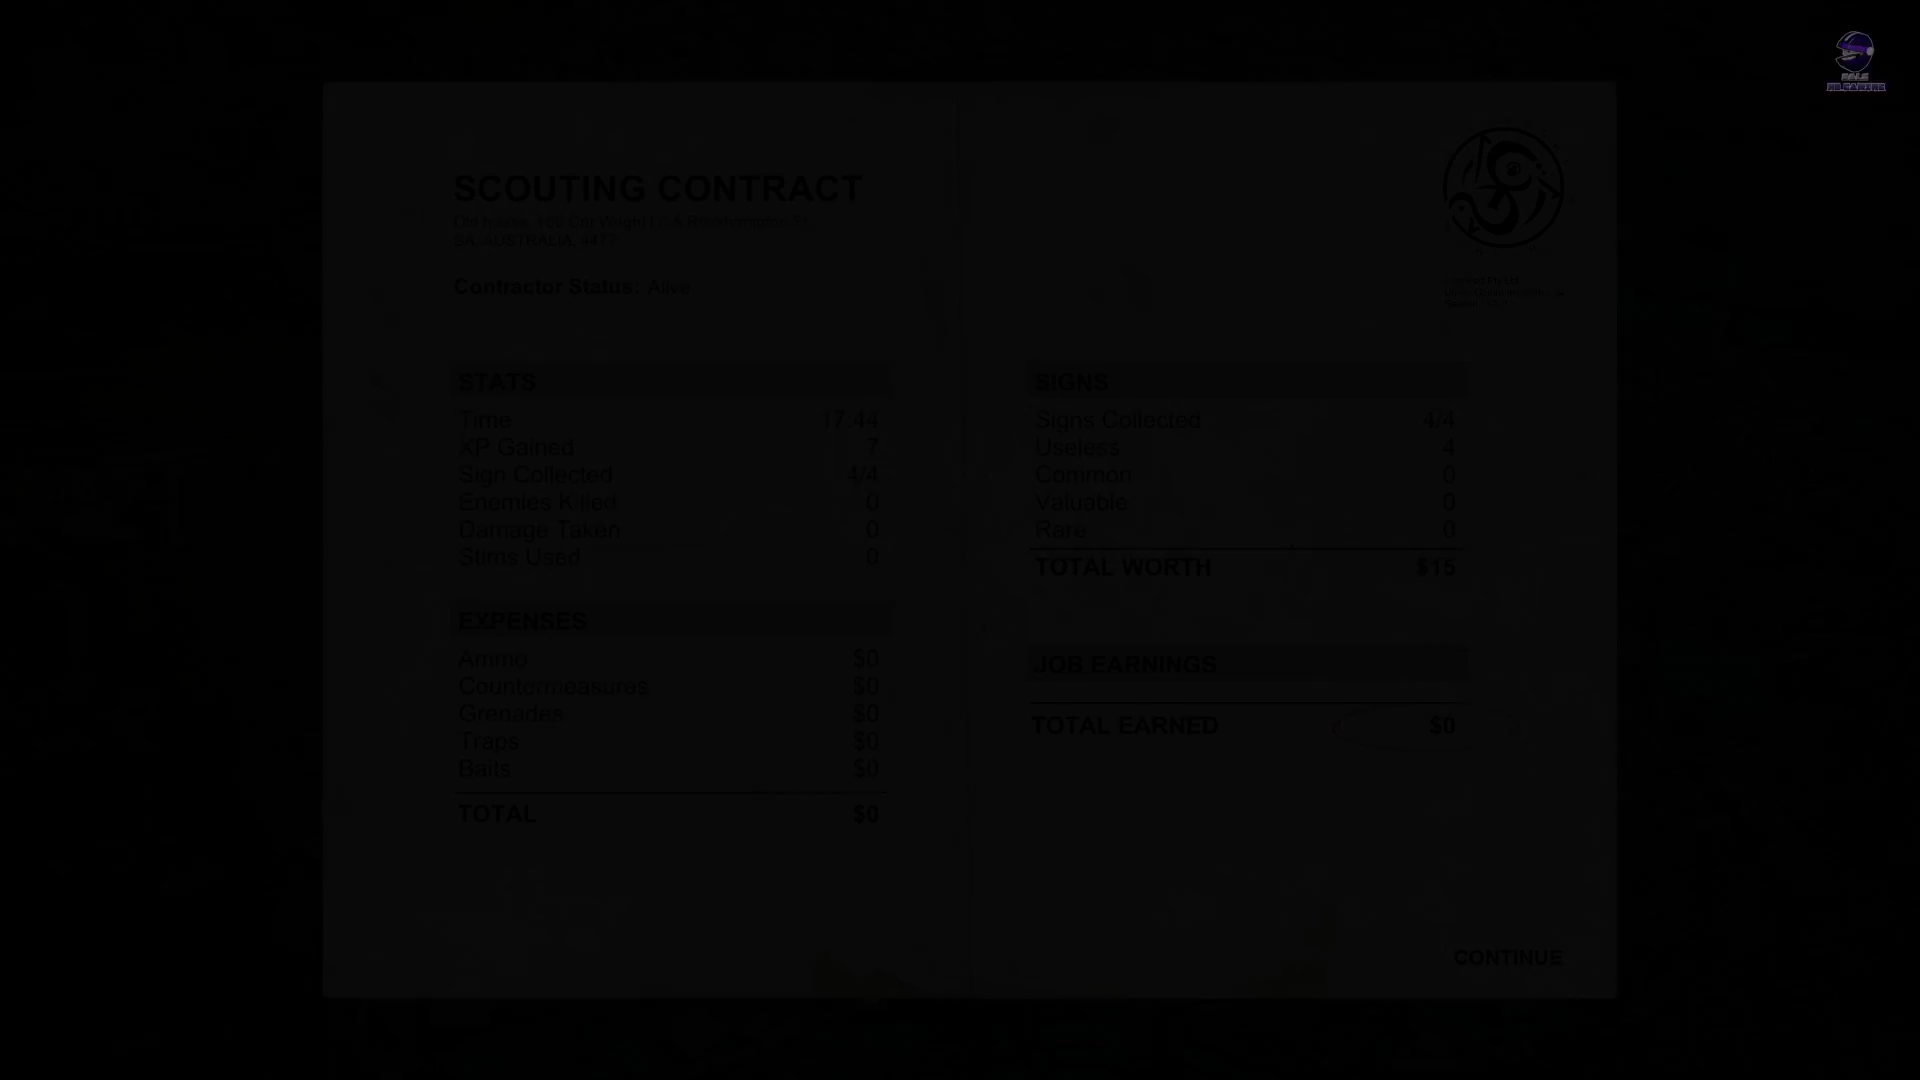 SCOUTING CONTRACT
SA, AUSTRALIA,
Contractor Status: Alive
STATS
Time 17:44
XP Gained 7
Sign Collected 4/4
Enemies Killed 0
Damage Taken 0
Stims Used 0
EXPENSES
Ammo $0
Countermeasures $0
Grenades $0
Traps $0
Baits $0
TOTAL $0
SIGNS
Signs Collected 4/4
Useless 4
Common 0
Valuable 0
Rare 0
TOTAL WORTH $15
JOB EARNINGS
TOTAL EARNED $0
CONTINUE